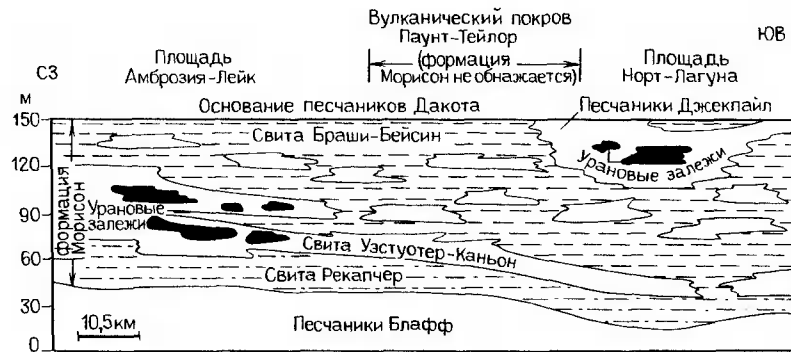 Вулканический покров
Паунт-Тейлор
(формация
Морисон не обнажается)
ЮВ
Площадь
Амброзия-Лейк
Площадь
Норт-Лагуна
СЗ
м
Основание песчаников Дакота
Песчаники Джекпайл
150
Свита Браши-Бейсин
120
Урановые залежи
формация
Морисон
90
Урановые
залежи
Свита Уэстуотер-Каньон
60
Свита Рекапчер
30
10,5км
Песчаники Блафф
0